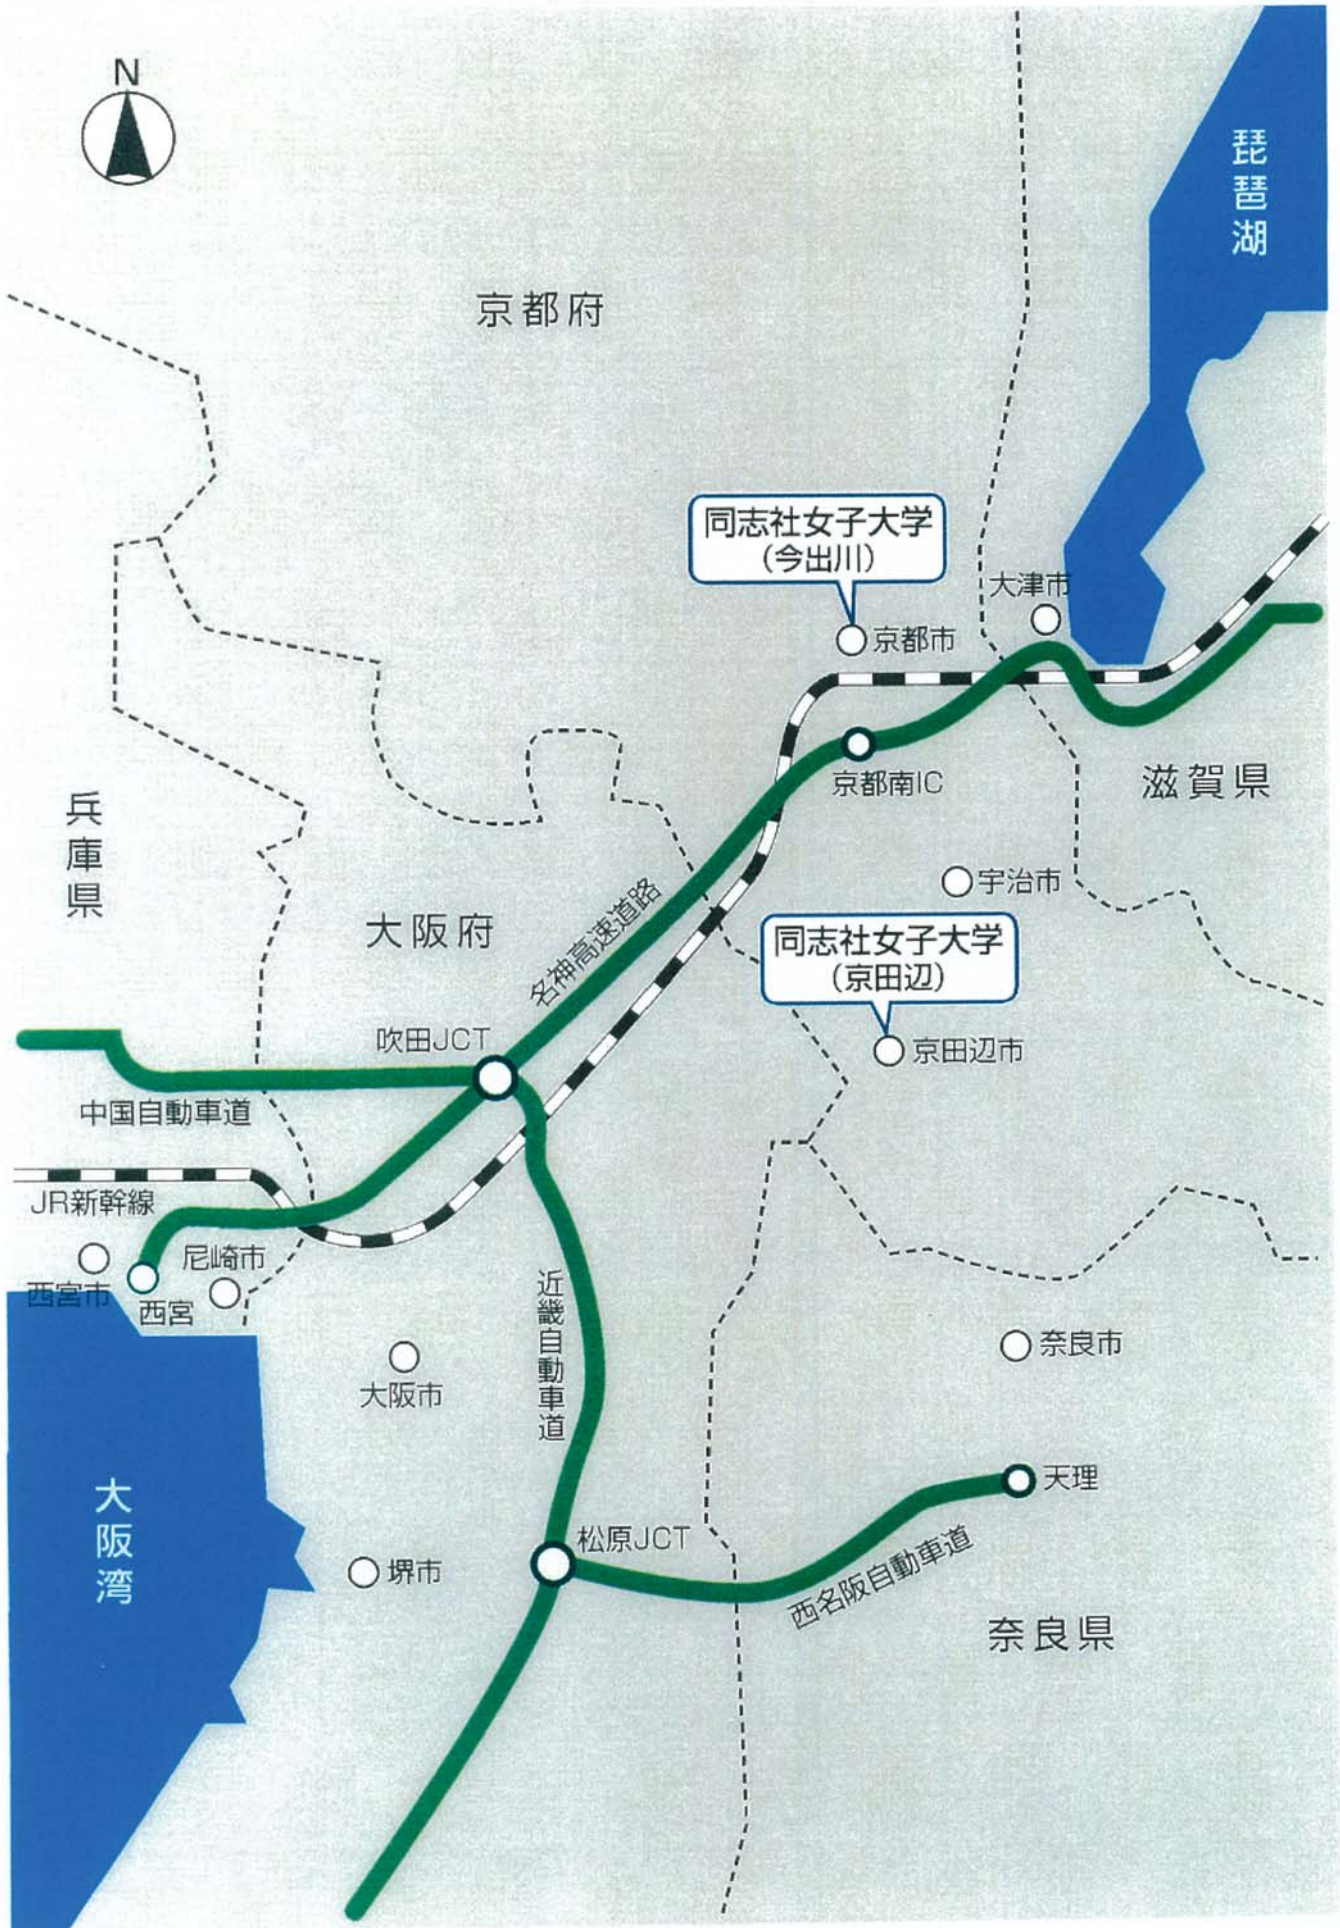 N
琵琶湖
京都府
同志社女子大学
(今出川)
大津市
京都市
京都南IC
滋賀県
兵庫県
宇治市
大阪府
名神高速道路
同志社女子大学
(京田辺)
吹田JCT
京田辺市
中国自動車道
JR新幹線
尼崎市
西宮市
西宮
近畿自動車道
奈良市
大阪市
天理
大阪湾
松原JCT
堺市
西名阪自動車道
奈良県